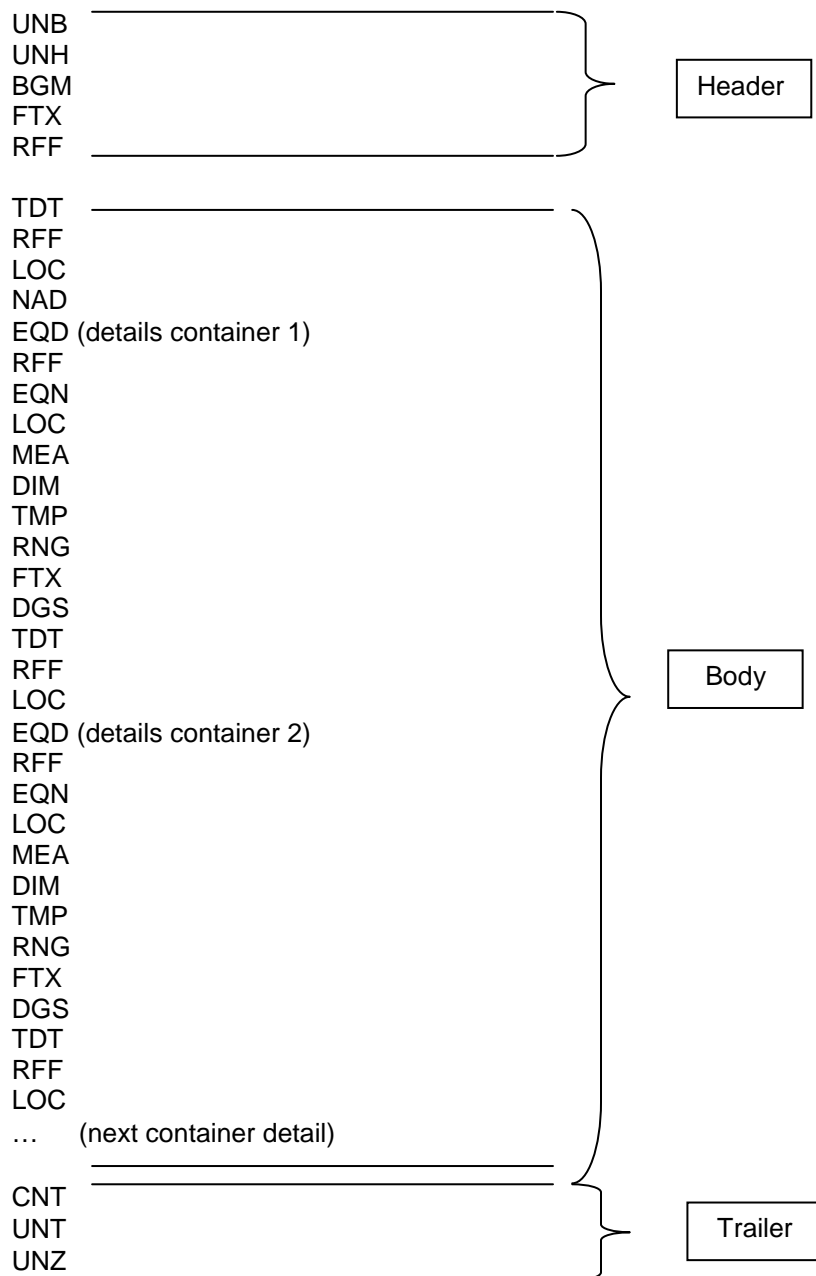 UNB
UNH
BGM
FTX
RFF
Header
TDT
RFF
LOC
NAD
EQD (details container 1)
RFF
EQN
LOC
MEA
DIM
TMP
RNG
FTX
DGS
TDT
RFF
LOC
Body
EQD (details container 2)
RFF
EQN
LOC
MEA
DIM
TMP
RNG
FTX
DGS
TDT
RFF
LOC
… (next container detail)
CNT
UNT
UNZ
Trailer